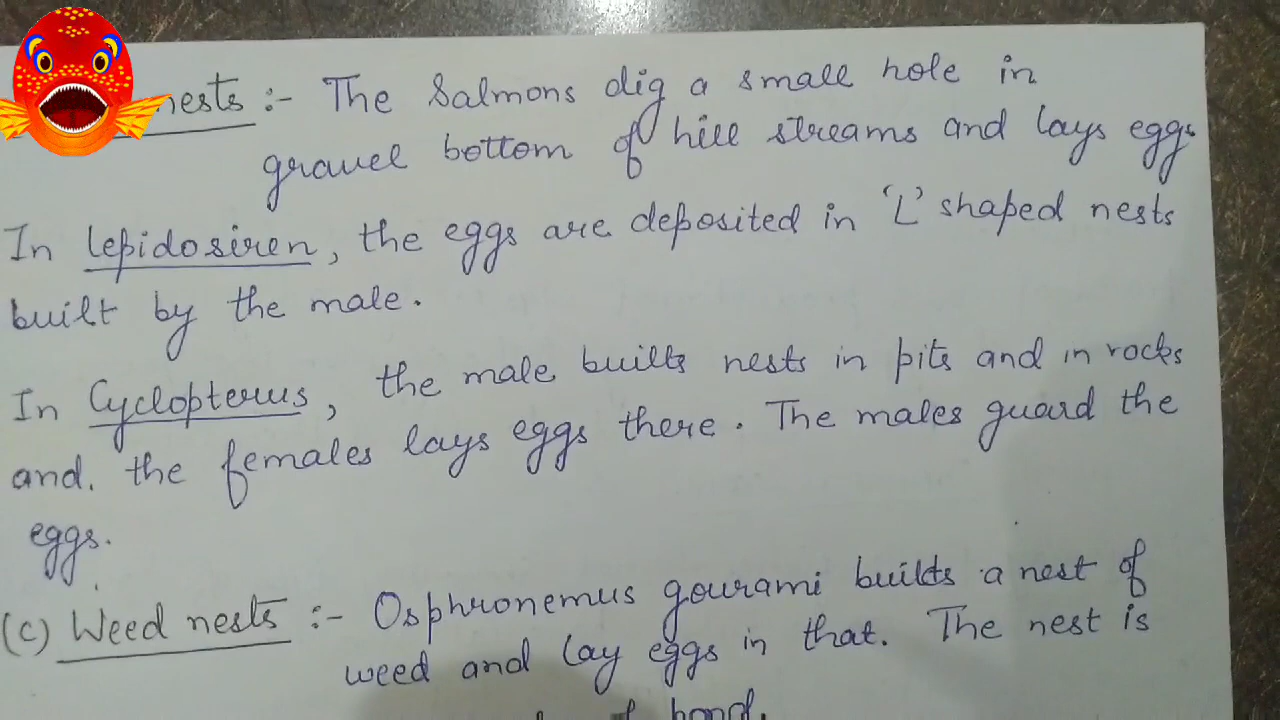 nests :- The Salmons dig a small hole in
gravel bottom of hill streams and lays eggs
In Lepidosiren, the eggs are deposited in 'L' shaped nests
built by the male.
In Cyclopterus, the male builts nests in pits and in rocks
and. the females lays eggs there. The males guard the
eggs.
(c) Weed nests :- Osphronemus gourami builds a nest of
weed and lay eggs in that. The nest is